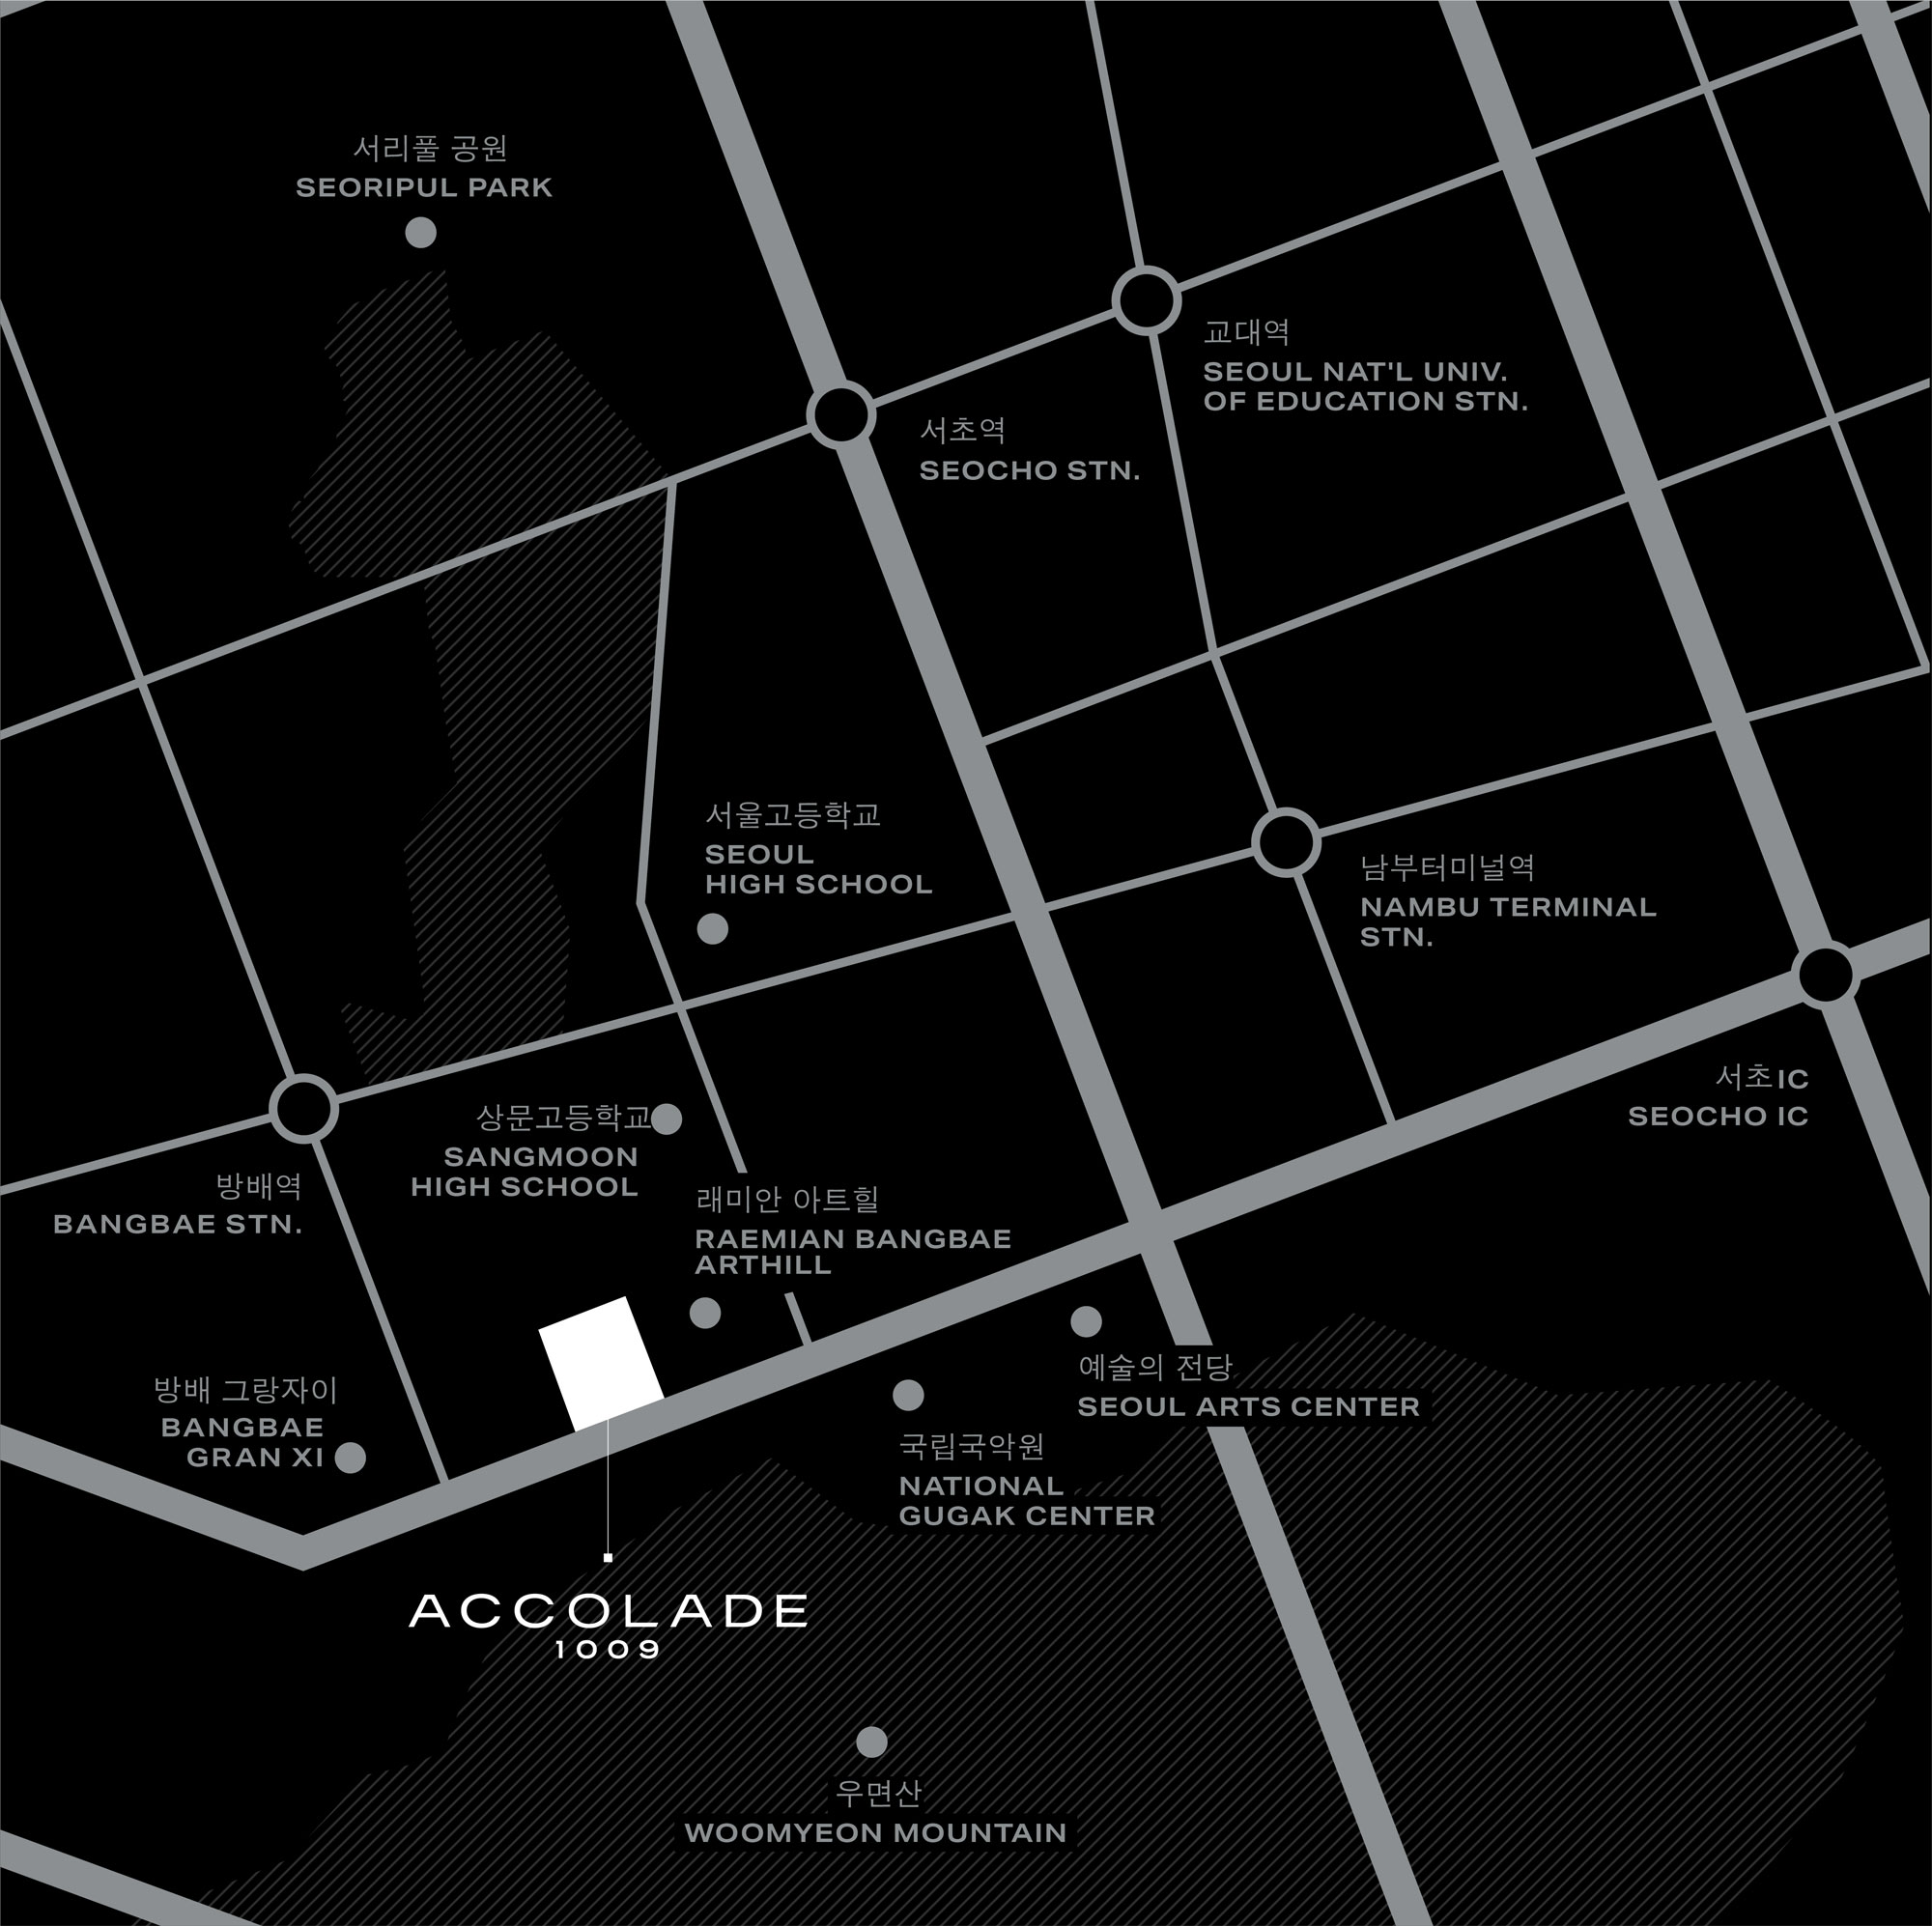 서리풀 공원
SEORIPUL PARK
교대역
SEOUL NAT'L UNIV.
OF EDUCATION STN.
서초역
SEOCHO STN.
서울고등학교
SEOUL
HIGH SCHOOL
남부터미널역
NAMBU TERMINAL
STN.
서초IC
SEOCHO IC
상문고등학교
SANGMOON
HIGH SCHOOL
방배역
BANGBAE STN.
래미안 아트힐
RAEMIAN BANGBAE
ARTHILL
방배 그랑자이
BANGBAE
GRAN XI
예술의 전당
SEOUL ARTS CENTER
국립국악원
NATIONAL
GUGAK CENTER
ACCOLADE
1009
우면산
WOOMYEON MOUNTAIN